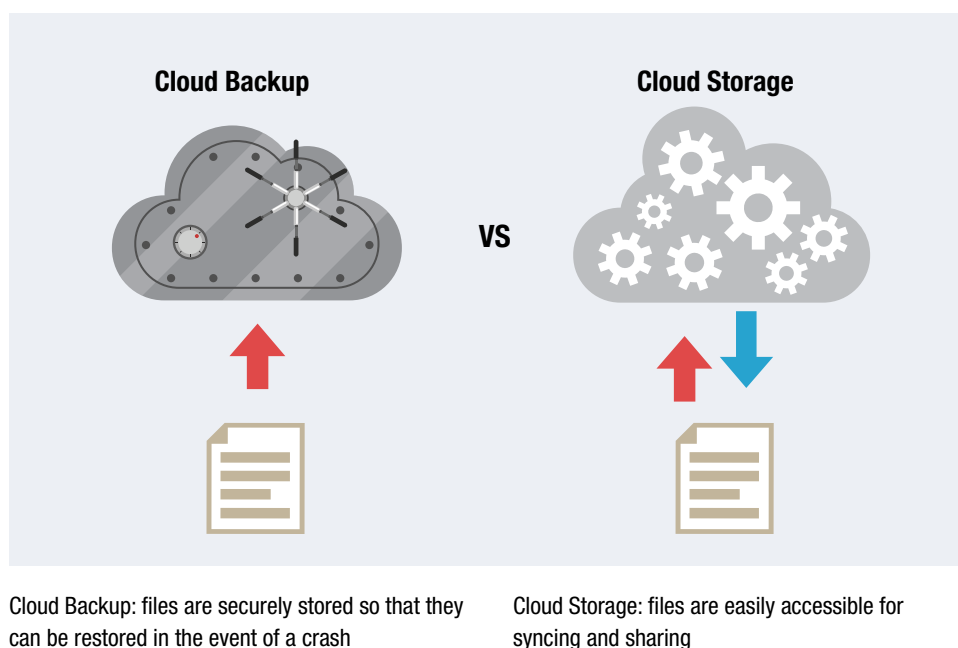 Cloud Backup
Cloud Storage
VS
Cloud Backup: files are securely stored so that they
can be restored in the event of a crash
Cloud Storage: files are easily accessible for
syncing and sharing